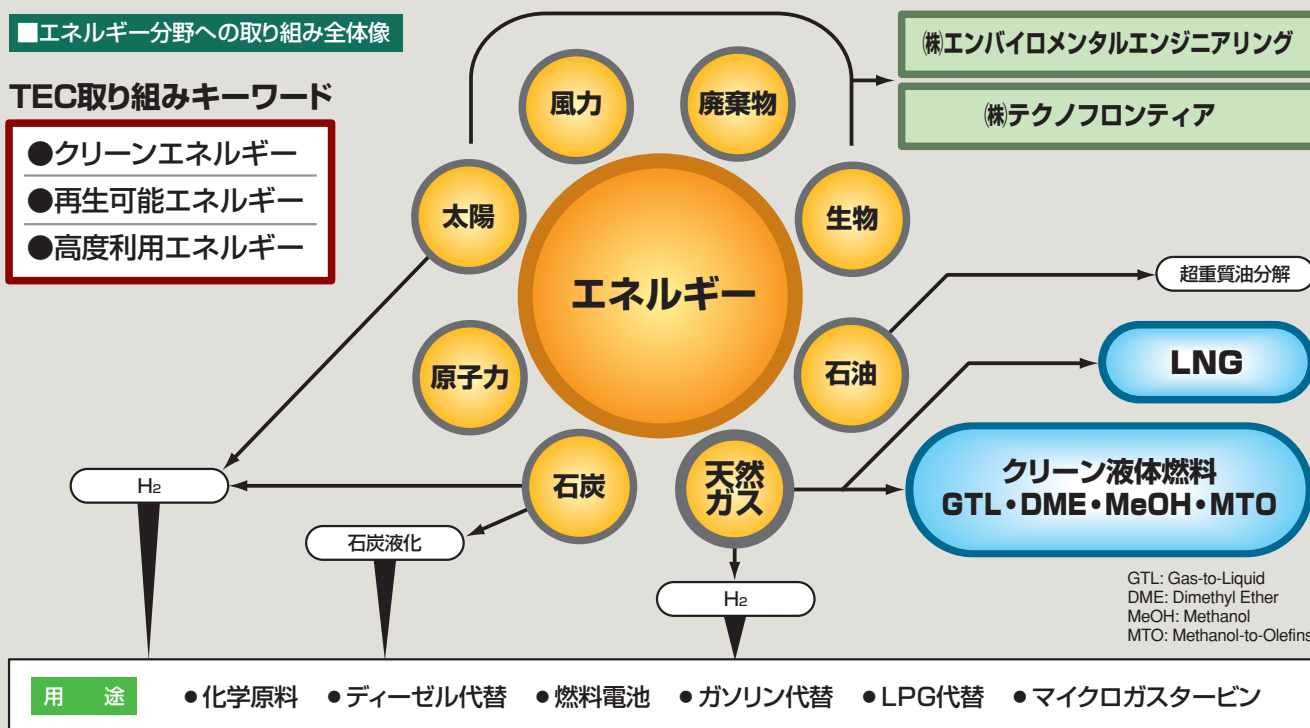 ■エネルギー分野への取り組み全体像
TEC取り組みキーワード
●クリーンエネルギー
●再生可能エネルギー
●高度利用エネルギー
㈱エンバイロメンタルエンジニアリング
㈱テクノフロンティア
風力
廃棄物
太陽
生物
エネルギー
原子力
石油
石炭
天然
ガス
超重質油分解
LNG
クリーン液体燃料
GTL・DME・MeOH・MTO
H₂
石炭液化
H₂
GTL: Gas-to-Liquid
DME: Dimethyl Ether
MeOH: Methanol
MTO: Methanol-to-Olefins
用 途 ●化学原料 ●ディーゼル代替 ●燃料電池 ●ガソリン代替 ●LPG代替 ●マイクロガスタービン